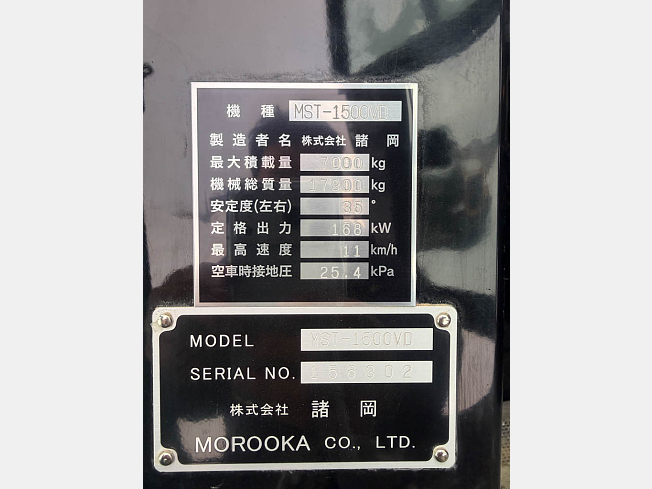 機種 MST-1500VD
製造者名 株式会社 諸岡
最大積載量 7000 kg
機械総質量 17900 kg
安定度(左右) 35 °
定格出力 168 kW
最高速度 11 km/h
空車時接地圧 25.4 kPa
MODEL MST-1500VD
SERIAL NO.
株式会社 諸岡
MOROOKA CO., LTD.